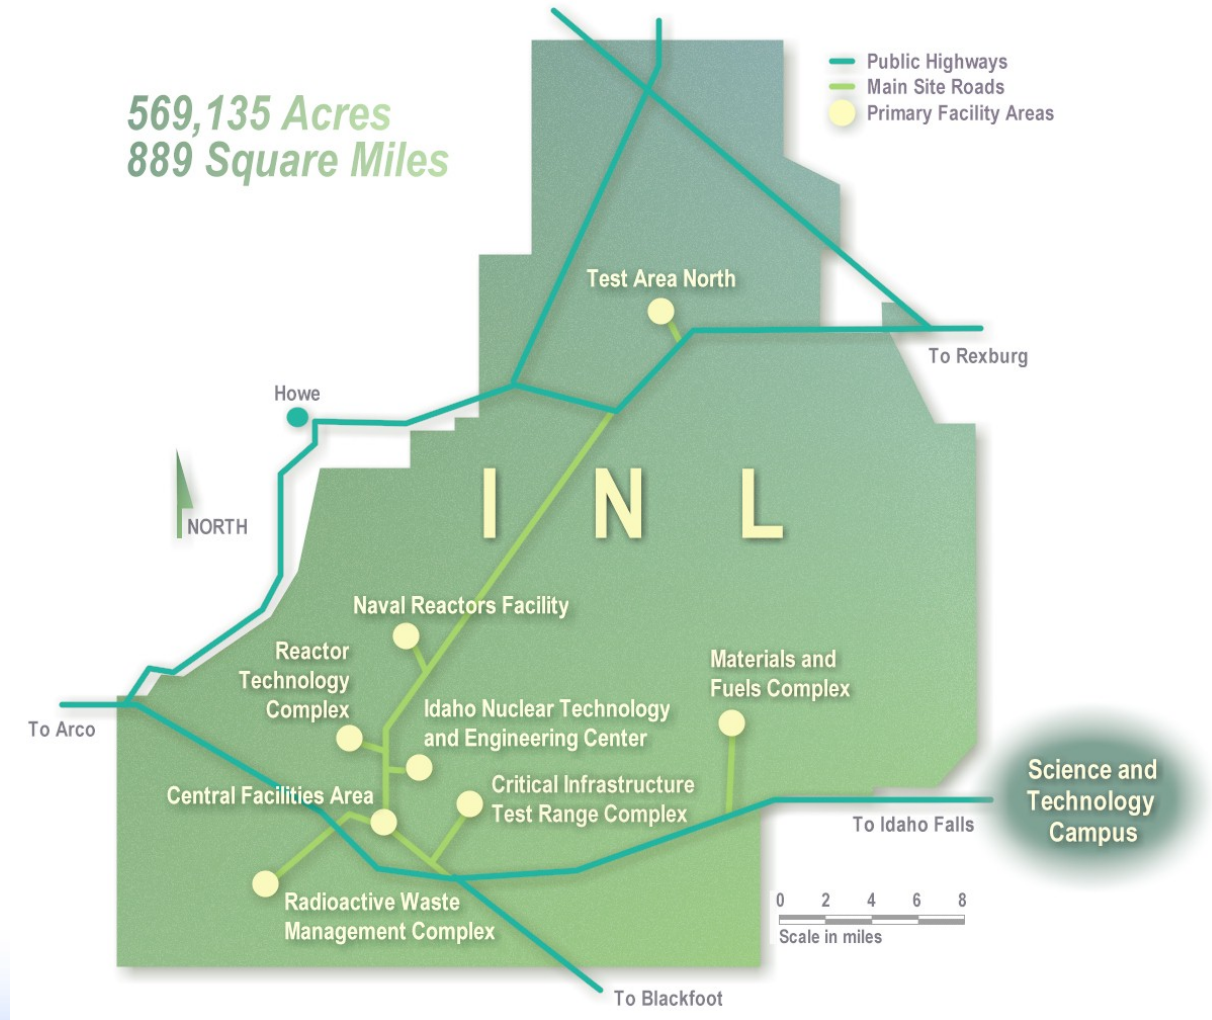 569,135 Acres
889 Square Miles
Public Highways
Main Site Roads
Primary Facility Areas
Test Area North
To Rexburg
Howe
NORTH
I N L
Naval Reactors Facility
Reactor
Technology
Complex
Materials and
Fuels Complex
Idaho Nuclear Technology
and Engineering Center
To Arco
Central Facilities Area
Critical Infrastructure
Test Range Complex
Science and
Technology
Campus
To Idaho Falls
Radioactive Waste
Management Complex
0 2 4 6 8
Scale in miles
To Blackfoot